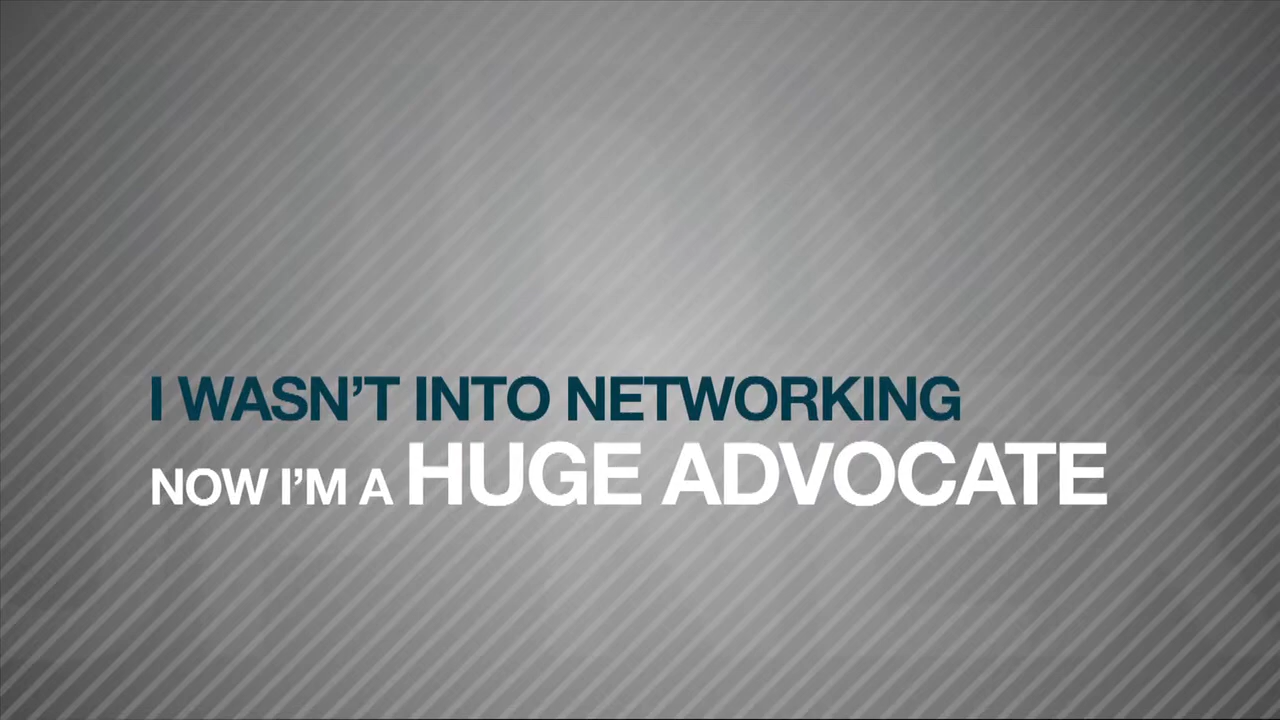 I WASN’T INTO NETWORKING
NOW I’M A HUGE ADVOCATE